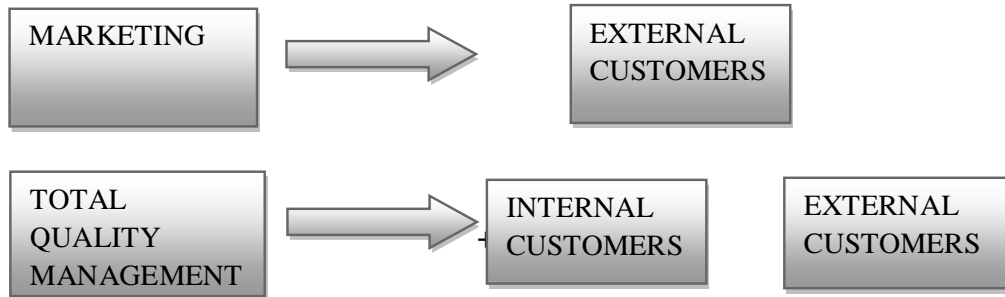 MARKETING
EXTERNAL
CUSTOMERS
TOTAL
QUALITY
MANAGEMENT
INTERNAL
CUSTOMERS
EXTERNAL
CUSTOMERS